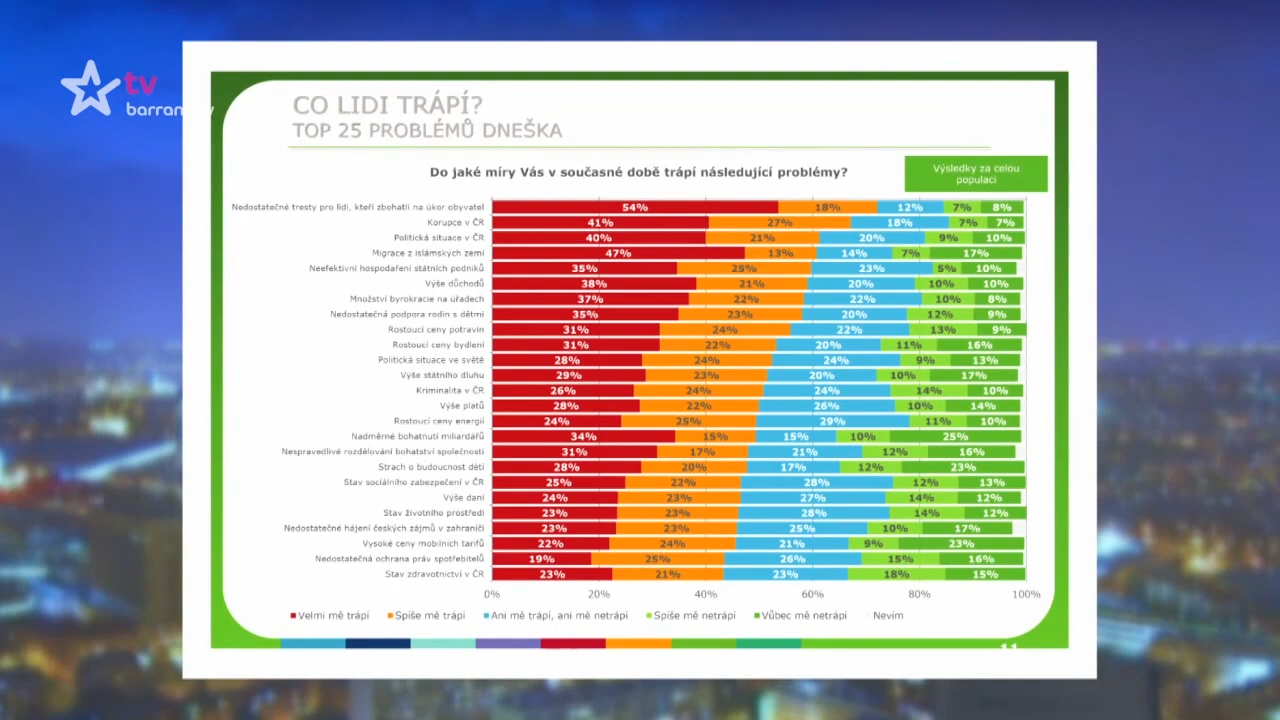 tv
CO LIDI TRÁPÍ?
TOP 25 PROBLÉMŮ DNEŠKA
Do jaké míry Vás v současné době trápí následující problémy?
Výsledky za celou
populaci
Nedostatečné tresty pro lidi, kteří zbohatli na úkor obyvatel 54% 18% 12% 7% 8%
Korupce v ČR 41% 27% 18% 7% 7%
Politická situace v ČR 40% 21% 20% 9% 10%
Migrace z islámských zemí 47% 13% 14% 7% 17%
Neefektivní hospodaření státních podniků 35% 25% 23% 5% 10%
Výše důchodů 38% 21% 20% 10% 10%
Množství byrokracie na úřadech 37% 22% 22% 10% 8%
Nedostatečná podpora rodin s dětmi 35% 23% 20% 12% 9%
Rostoucí ceny potravin 31% 24% 22% 13% 9%
Rostoucí ceny bydlení 31% 22% 20% 11% 16%
Politická situace ve světě 28% 24% 24% 9% 13%
Výše státního dluhu 29% 23% 20% 10% 17%
Kriminalita v ČR 26% 24% 24% 14% 10%
Výše platů 28% 22% 26% 10% 14%
Rostoucí ceny energií 24% 25% 29% 11% 10%
Nadměrné bohatnutí miliardářů 34% 15% 15% 10% 25%
Nespravedlivé rozdělování bohatství společnosti 31% 17% 21% 12% 16%
Strach o budoucnost dětí 28% 20% 17% 12% 23%
Stav sociálního zabezpečení v ČR 25% 22% 28% 12% 13%
Výše daní 24% 23% 27% 14% 12%
Stav životního prostředí 23% 23% 28% 14% 12%
Nedostatečné hájení českých zájmů v zahraničí 23% 23% 25% 10% 17%
Vysoké ceny mobilních tarifů 22% 24% 21% 9% 23%
Nedostatečná ochrana práv spotřebitelů 19% 25% 26% 15% 16%
Stav zdravotnictví v ČR 23% 21% 23% 18% 15%
0% 20% 40% 60% 80% 100%
Velmi mě trápí Spíše mě trápí Ani mě trápí, ani mě netrápí Spíše mě netrápí Vůbec mě netrápí Nevím